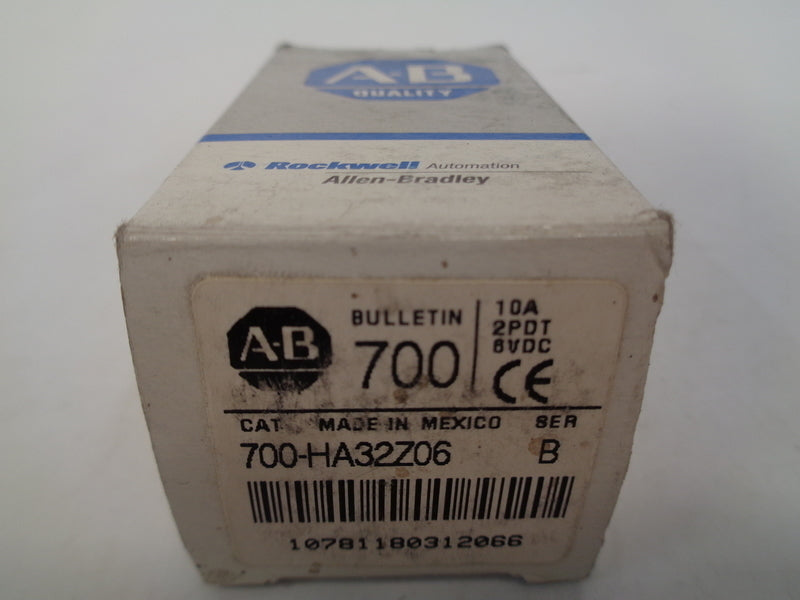 A-B
QUALITY
Rockwell Automation
Allen-Bradley
A-B
BULLETIN
700
10A
2PDT
6VDC
CE
CAT MADE IN MEXICO SER
700-HA32Z06 B
10781180312066